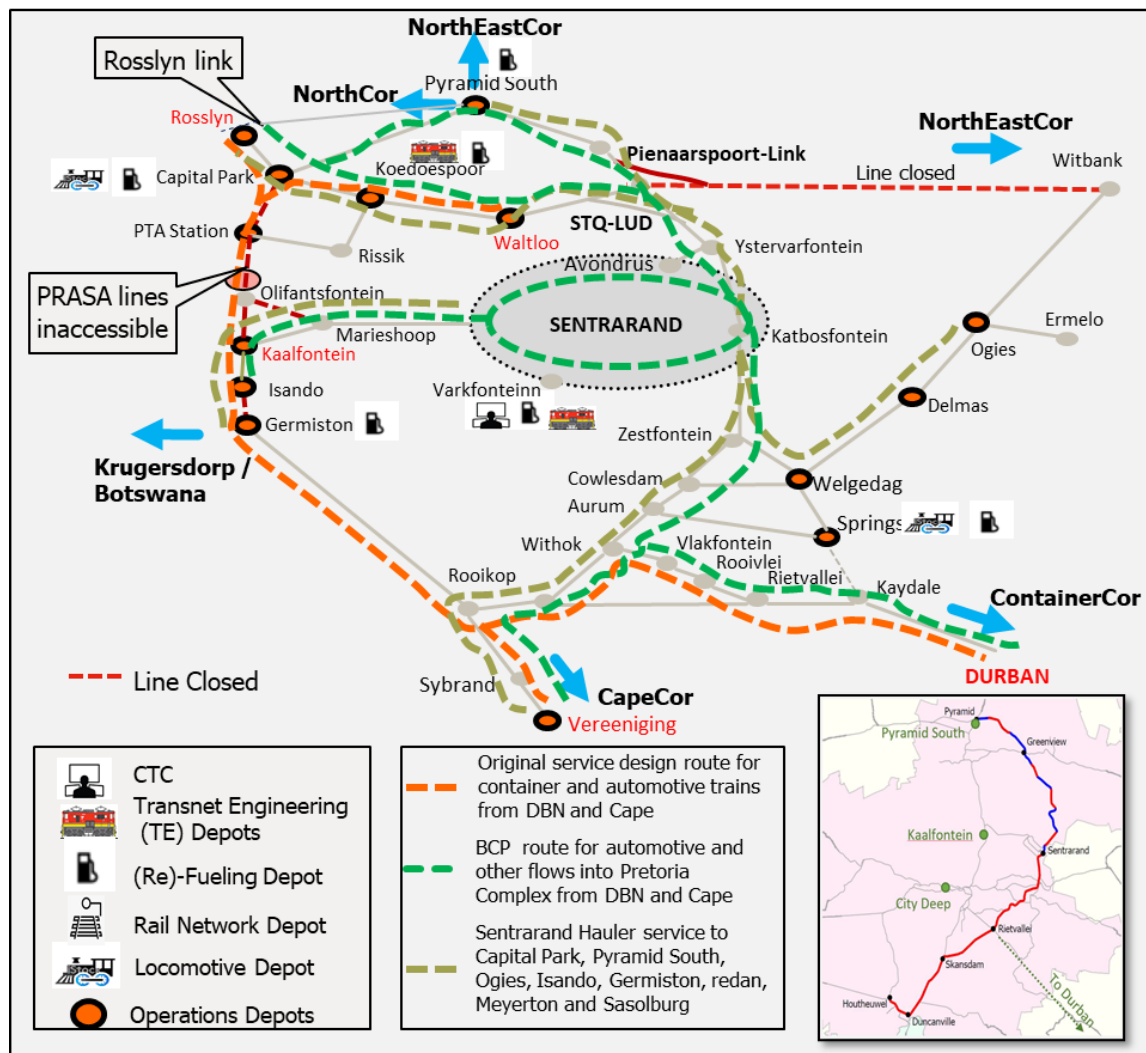 NorthEastCor
Rosslyn link
Pyramid South
NorthCor
Rosslyn
NorthEastCor
Pienaarspoort-Link
Witbank
Koedoespoor
Capital Park
Line closed
PTA Station
Waltloo
STQ-LUD
Rissik
Ystervarfontein
Avondrus
PRASA lines
inaccessible
Olifantsfontein
SENTRARAND
Marieshoop
Katbosfontein
Ermelo
Ogies
Kaalfontein
Isando
Varkfonteinn
Delmas
Germiston
Zestfontein
Krugersdorp /
Botswana
Cowlesdam
Welgedag
Aurum
Springs
Withok
Vlakfontein
Rooivlei
Rietvallei
Rooikop
Kaydale
ContainerCor
Line Closed
Sybrand
CapeCor
DURBAN
Vereeniging
CTC
Transnet Engineering
(TE) Depots
(Re)-Fueling Depot
Rail Network Depot
Locomotive Depot
Operations Depots
Original service design route for
container and automotive trains
from DBN and Cape
BCP route for automotive and
other flows into Pretoria
Complex from DBN and Cape
Sentrarand Hauler service to
Capital Park, Pyramid South,
Ogies, Isando, Germiston, redan,
Meyerton and Sasolburg
Pyramid
Pyramid South
Greenview
Kaalfontein
Sentrarand
City Deep
Rietvallei
Skansdam
To Durban
Houtheuwel
Duncanville